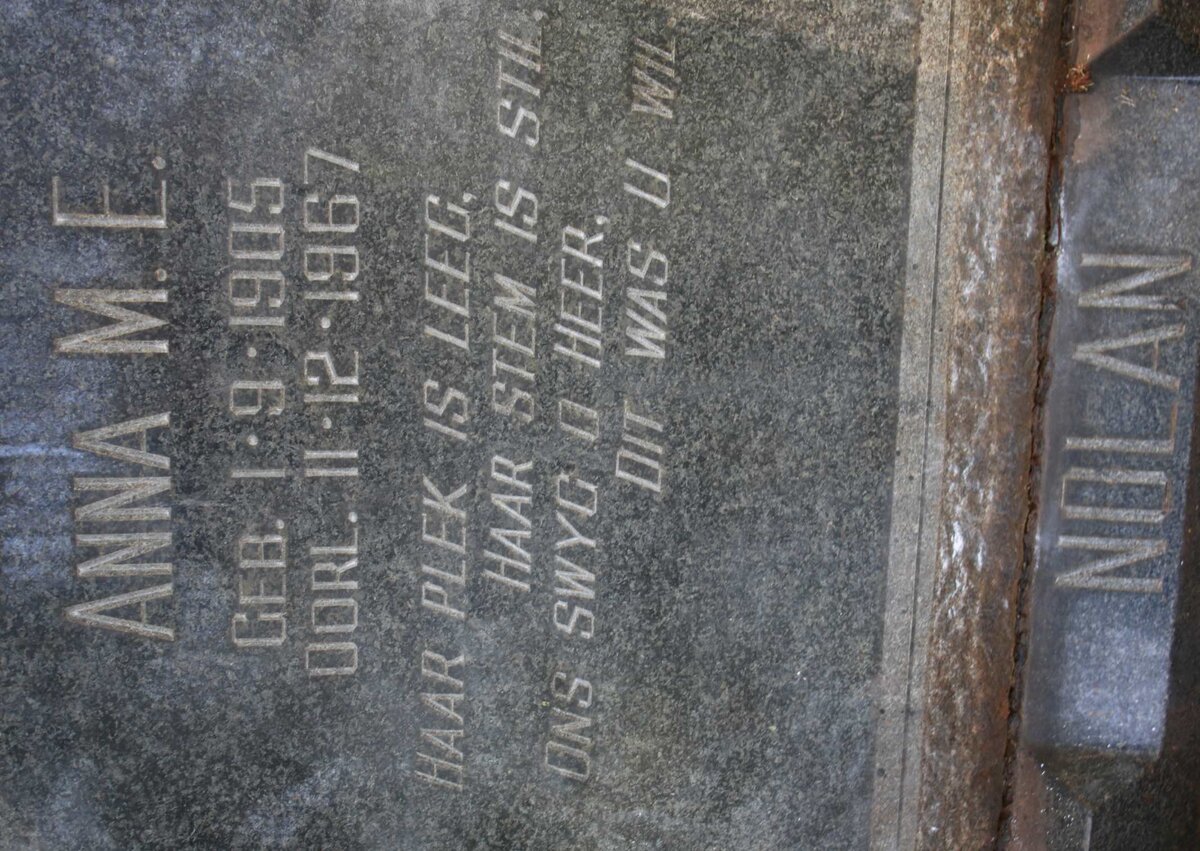 ANNA M.E.
GEB. 1·9·1905
OORL. 11·12·1967
HAAR PLEK IS LEEG,
HAAR STEM IS STIL,
ONS SWYG O HEER,
DIT WAS U WIL
NOLAN